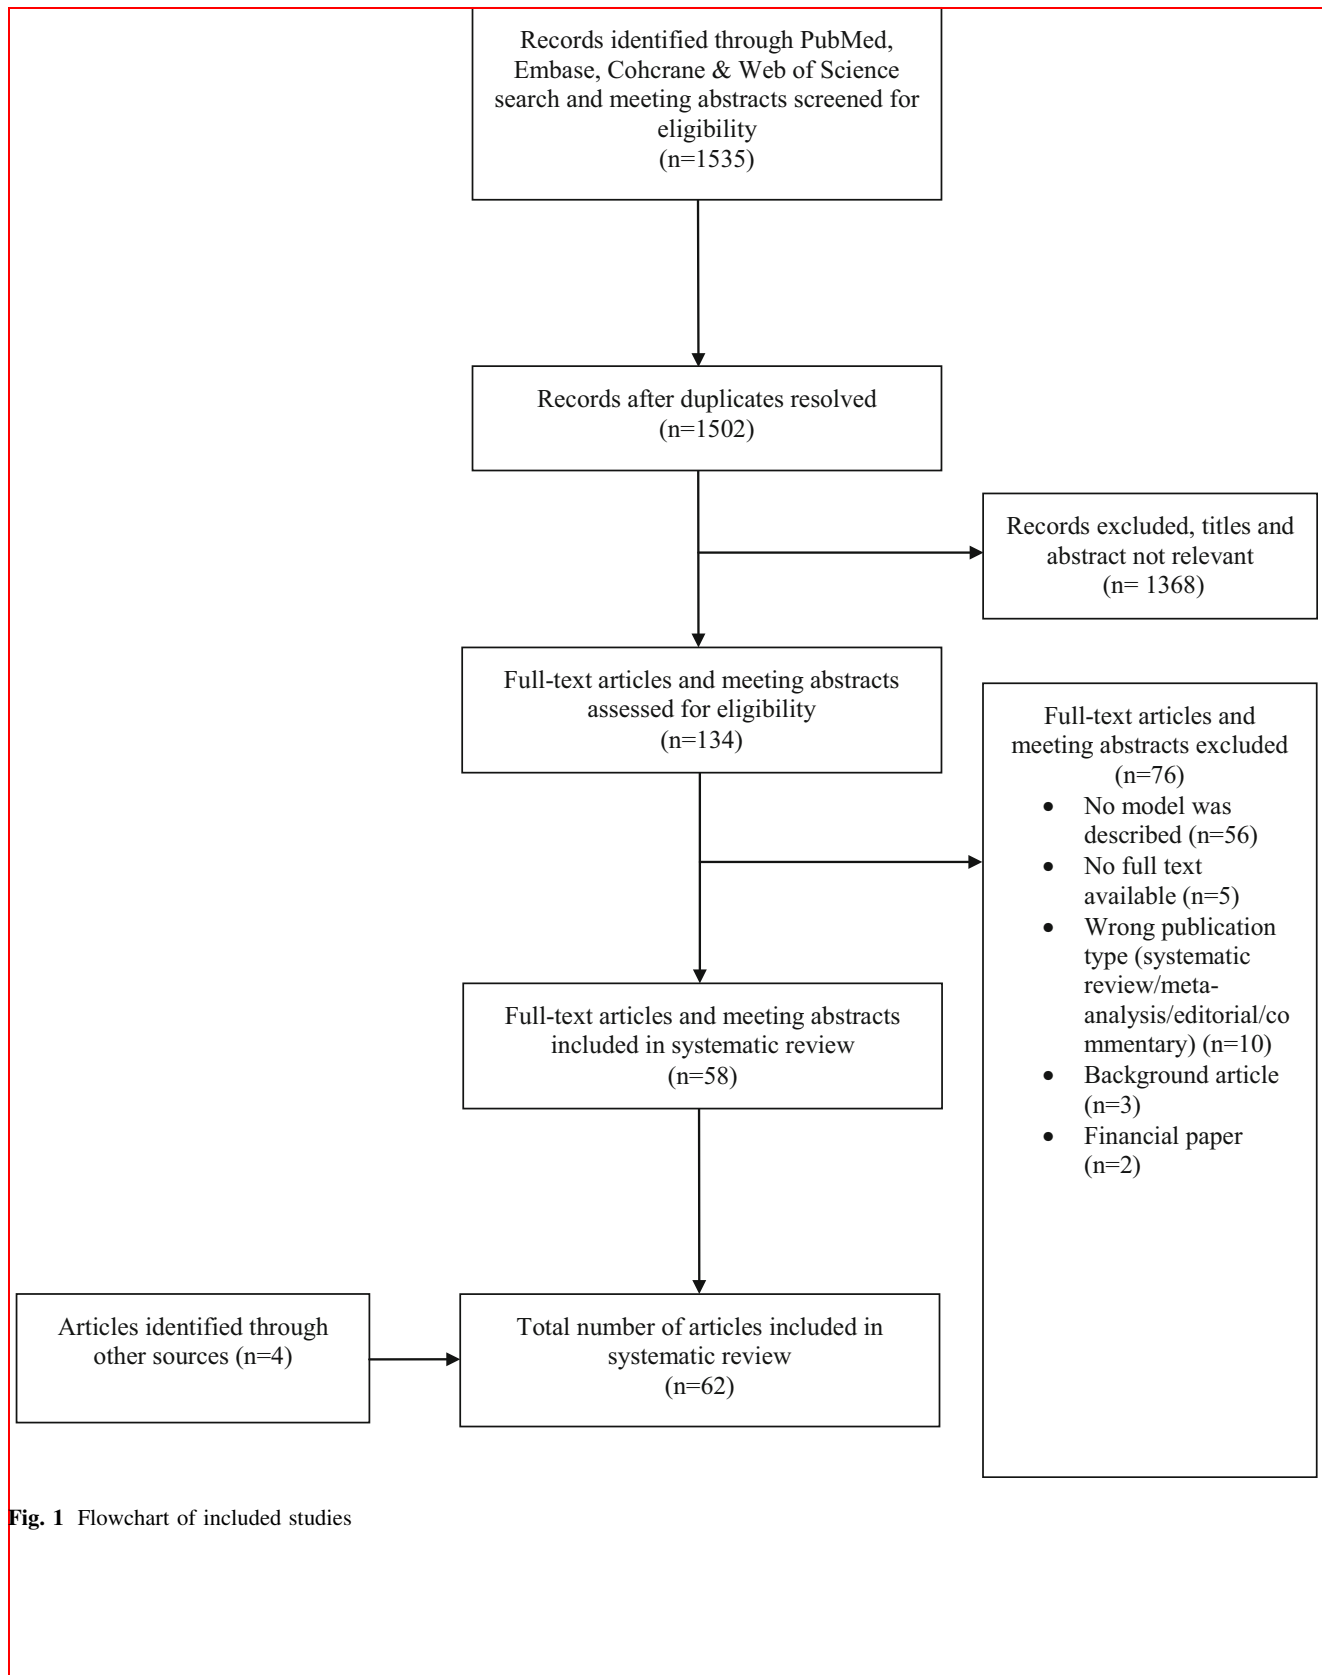 Records identified through PubMed,
Embase, Cohcrane & Web of Science
search and meeting abstracts screened for
eligibility
(n=1535)
Records after duplicates resolved
(n=1502)
Records excluded, titles and
abstract not relevant
(n= 1368)
Full-text articles and meeting abstracts
assessed for eligibility
(n=134)
Full-text articles and
meeting abstracts excluded
(n=76)
• No model was
described (n=56)
• No full text
available (n=5)
• Wrong publication
type (systematic
review/meta-
analysis/editorial/co
mmentary) (n=10)
• Background article
(n=3)
• Financial paper
(n=2)
Full-text articles and meeting abstracts
included in systematic review
(n=58)
Articles identified through
other sources (n=4)
Total number of articles included in
systematic review
(n=62)
Fig. 1 Flowchart of included studies